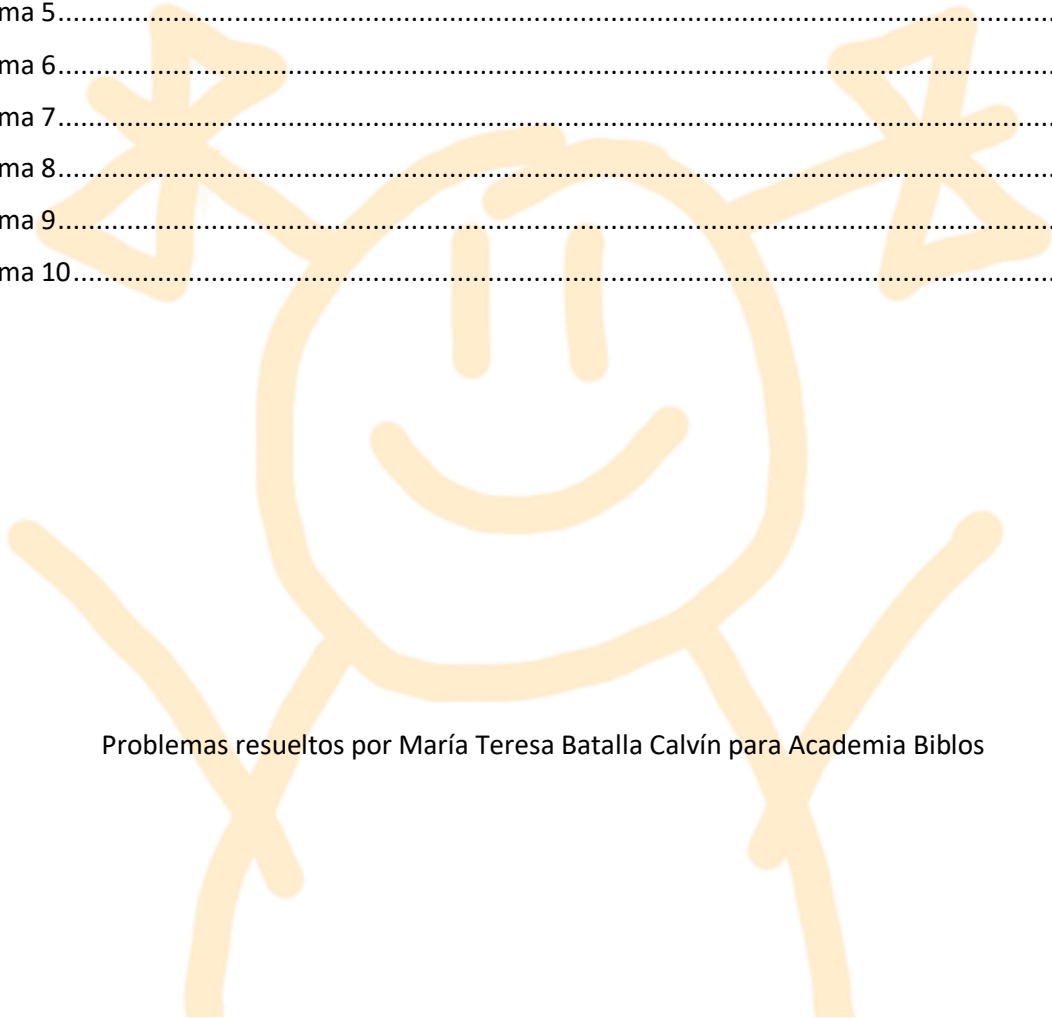 ma 5........................................................................................................................
ma 6........................................................................................................................
ma 7........................................................................................................................
ma 8........................................................................................................................
ma 9........................................................................................................................
ma 10.....................................................................................................................
Problemas resueltos por María Teresa Batalla Calvín para Academia Biblos